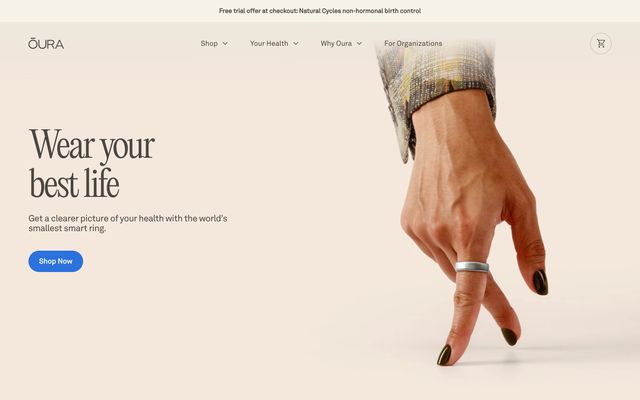 Free trial offer at checkout: Natural Cycles non-hormonal birth control
ŌURA
Shop
Your Health
Why Oura
For Organizations
Wear your
best life
Get a clearer picture of your health with the world's
smallest smart ring.
Shop Now